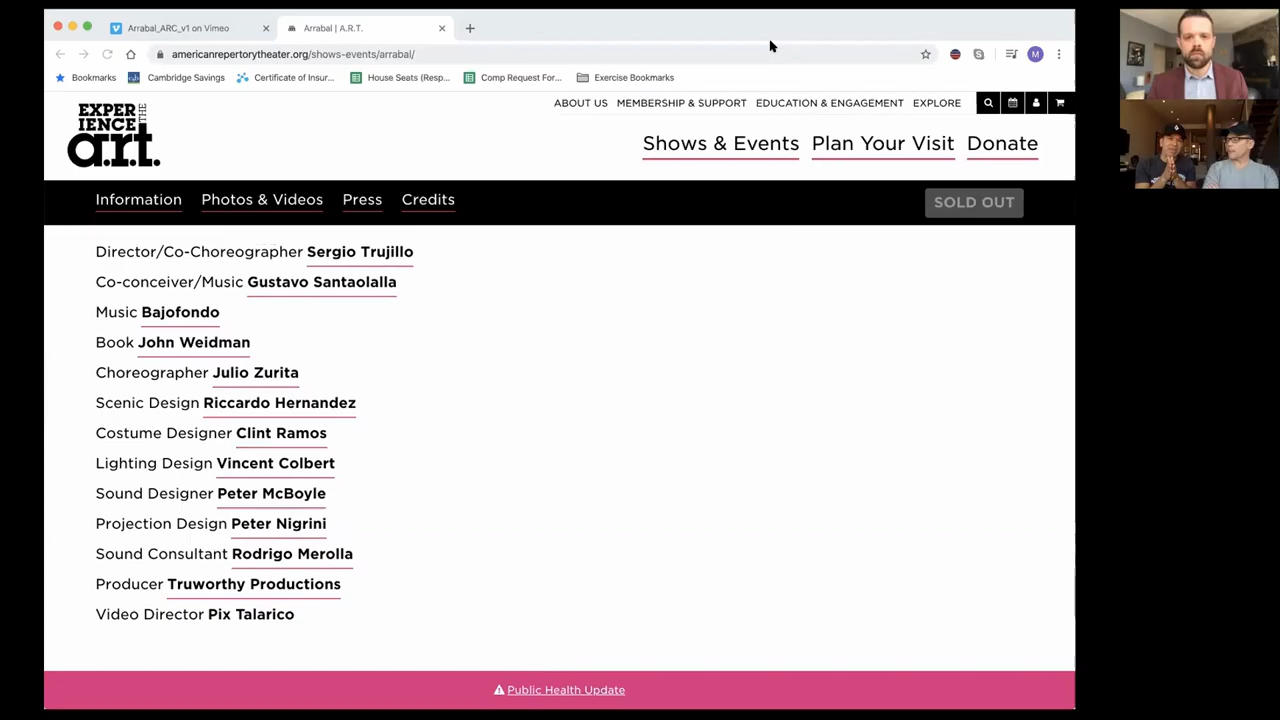 Arrabal_ARC_v1 on Vimeo
Arrabal | A.R.T.
americanrepertorytheater.org/shows-events/arrabal/
M
Bookmarks Cambridge Savings Certificate of Insur... House Seats (Resp... Comp Request For... Exercise Bookmarks
EXPER
IENCE THE
a.r.t.
ABOUT US MEMBERSHIP & SUPPORT EDUCATION & ENGAGEMENT EXPLORE
Shows & Events Plan Your Visit Donate
Information Photos & Videos Press Credits SOLD OUT
Director/Co-Choreographer Sergio Trujillo
Co-conceiver/Music Gustavo Santaolalla
Music Bajofondo
Book John Weidman
Choreographer Julio Zurita
Scenic Design Riccardo Hernandez
Costume Designer Clint Ramos
Lighting Design Vincent Colbert
Sound Designer Peter McBoyle
Projection Design Peter Nigrini
Sound Consultant Rodrigo Merolla
Producer Truworthy Productions
Video Director Pix Talarico
Public Health Update